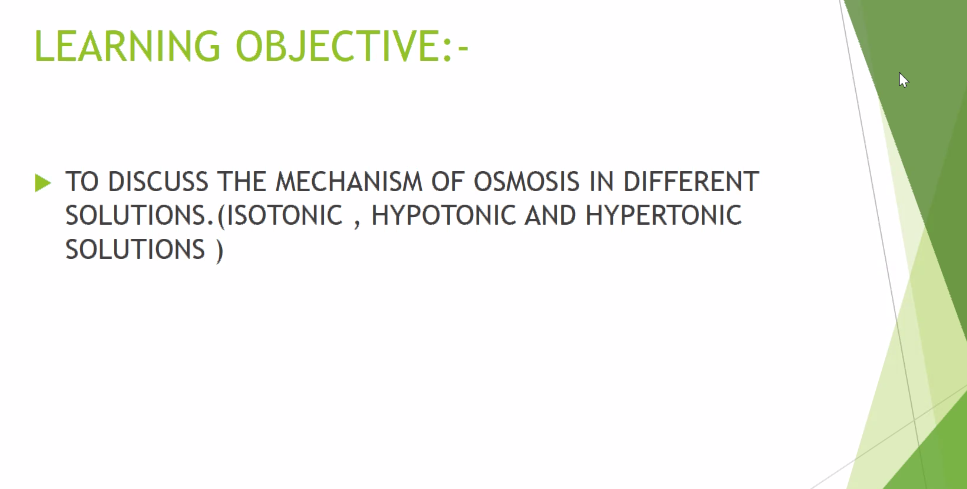 LEARNING OBJECTIVE:-
TO DISCUSS THE MECHANISM OF OSMOSIS IN DIFFERENT
SOLUTIONS.(ISOTONIC , HYPOTONIC AND HYPERTONIC
SOLUTIONS )